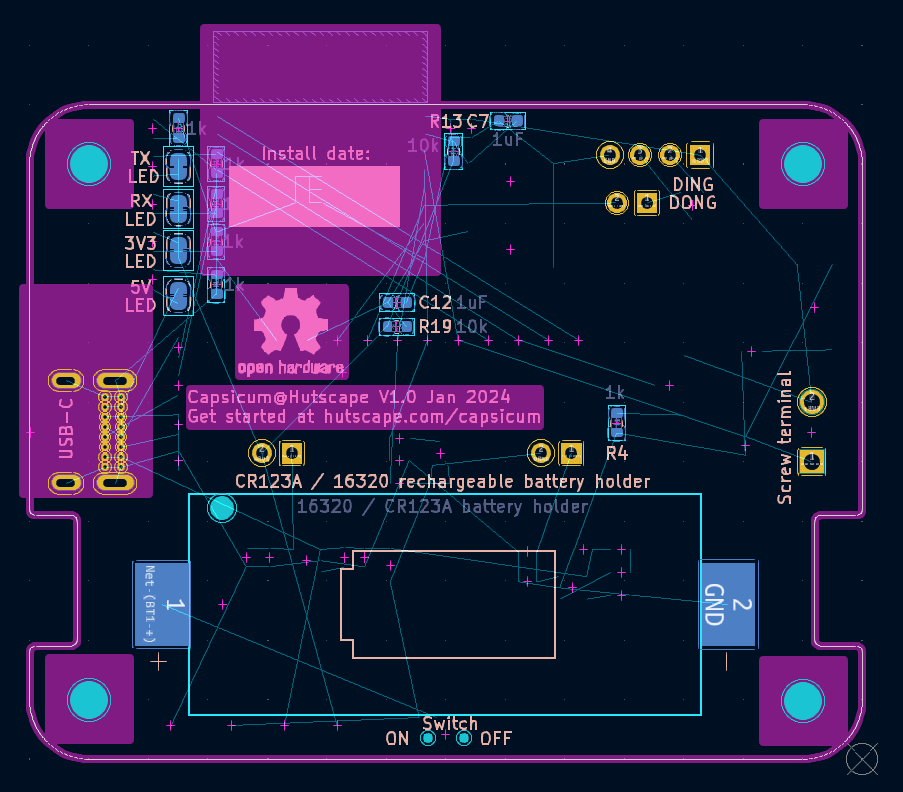 R13 C7
1k
10k
1uF
Install date:
TX
LED
1k
RX
LED
3V3
LED
1k
5V
LED
1k
DING
DONG
C12 1uF
R19 10k
open hardware
Capsicum@Hutscape V1.0 Jan 2024
Get started at hutscape.com/capsicum
USB-C
1k
R4
Screw terminal
CR123A / 16320 rechargeable battery holder
16320 / CR123A battery holder
Net-(BT1-+)
1
+
2
GND
-
Switch
ON OFF